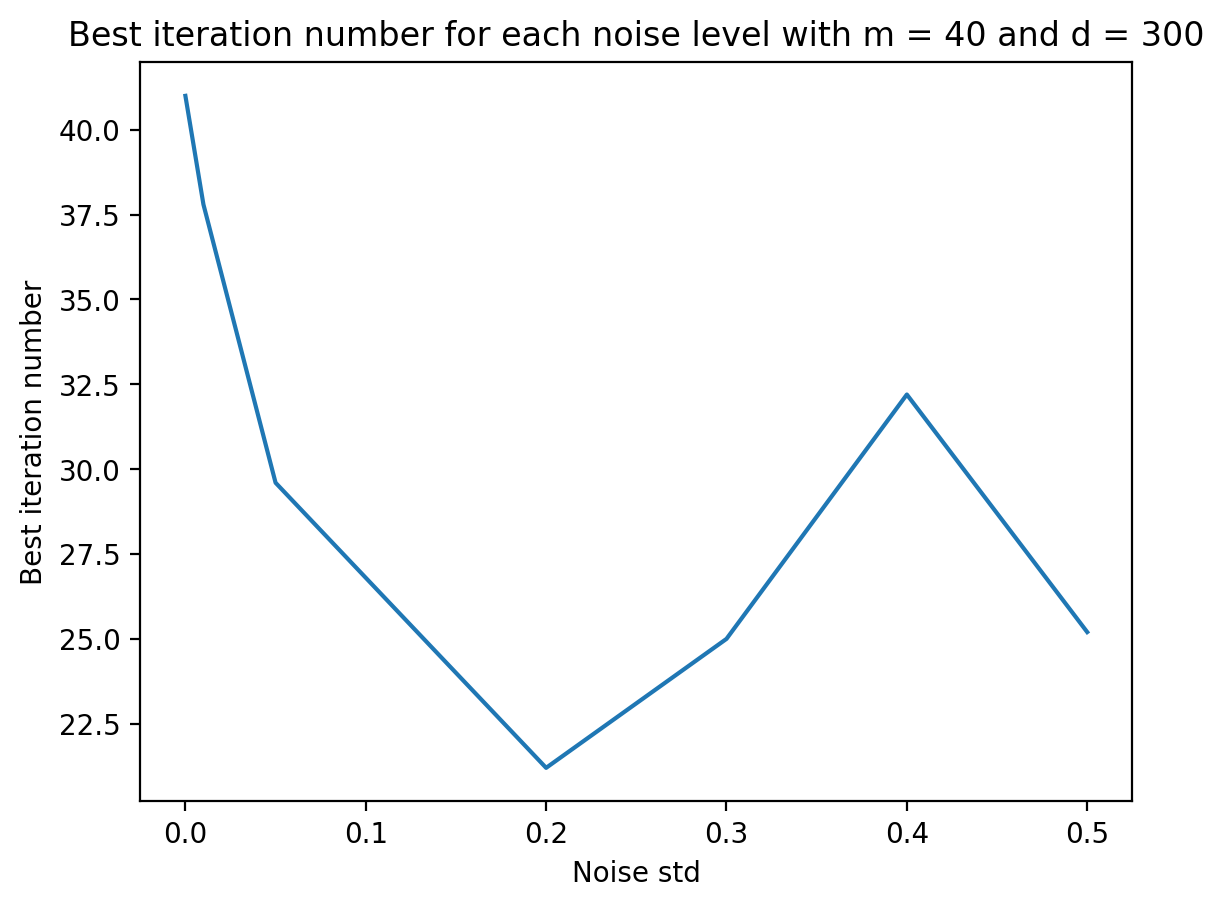 Best iteration number for each noise level with m = 40 and d = 300
Best iteration number
40.0
37.5
35.0
32.5
30.0
27.5
25.0
22.5
0.0 0.1 0.2 0.3 0.4 0.5
Noise std